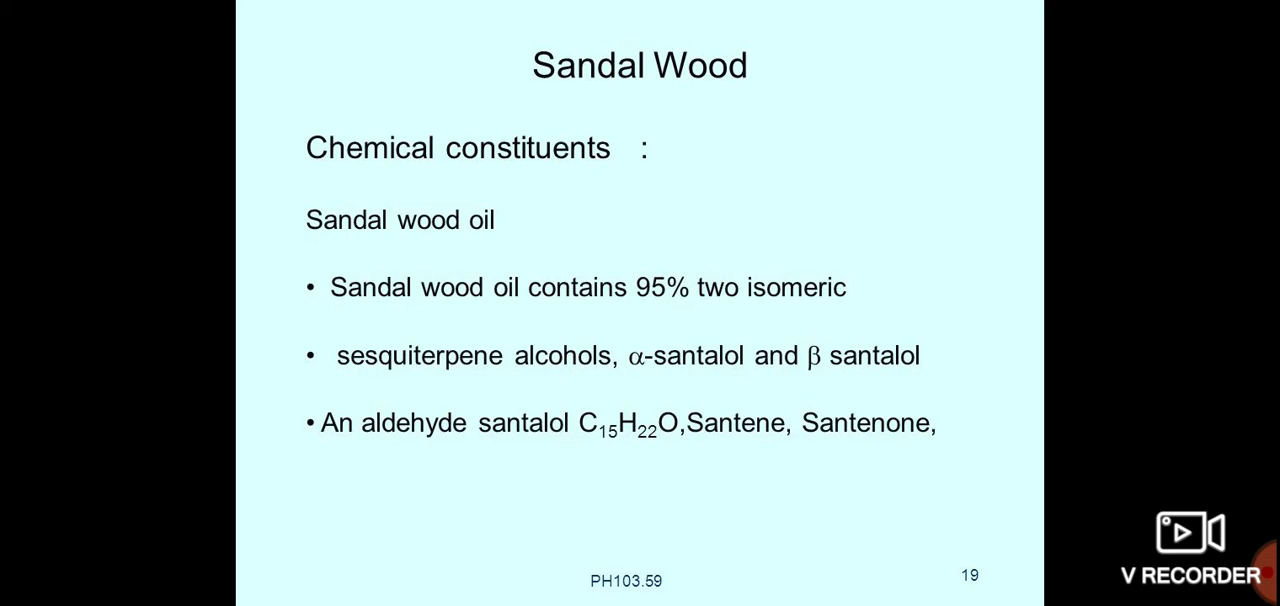 Sandal Wood
Chemical constituents :
Sandal wood oil
• Sandal wood oil contains 95% two isomeric
• sesquiterpene alcohols, α-santalol and β santalol
• An aldehyde santalol C₁₅H₂₂O,Santene, Santenone,
PH103.59
19
V RECORDER